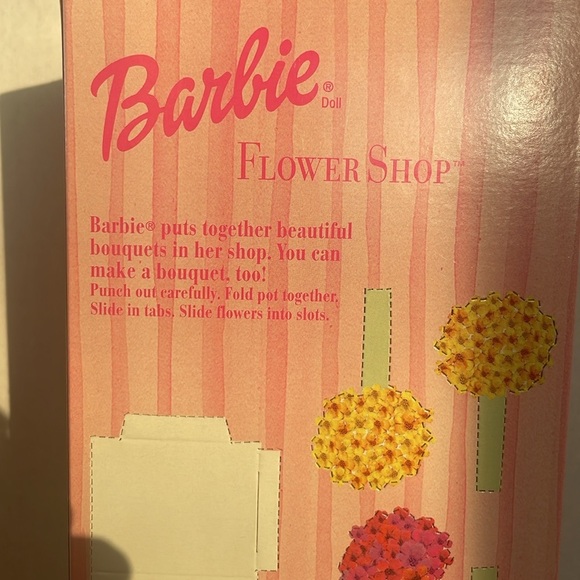 Barbie®
Doll
FLOWER SHOP™
Barbie® puts together beautiful
bouquets in her shop. You can
make a bouquet, too!
Punch out carefully. Fold pot together.
Slide in tabs. Slide flowers into slots.